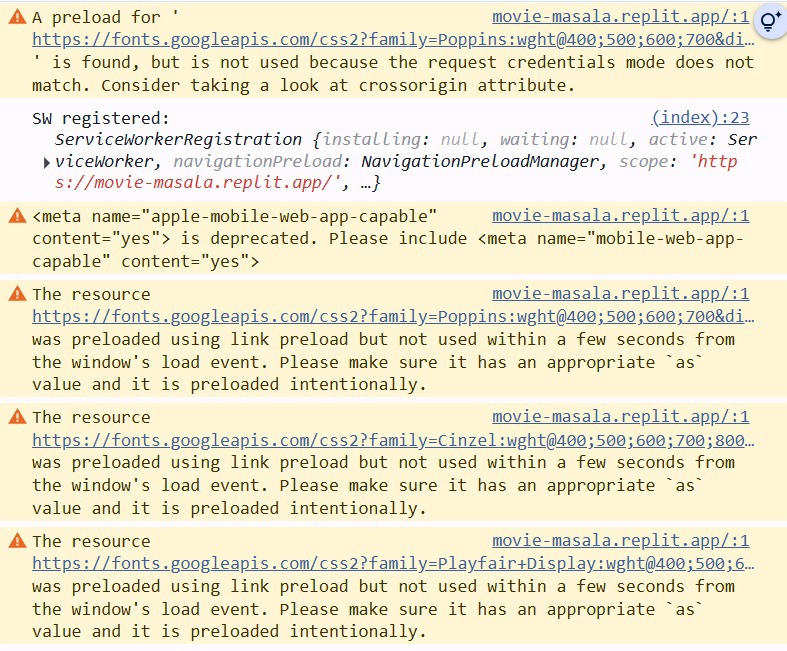 A preload for ' movie-masala.replit.app/:1
https://fonts.googleapis.com/css2?family=Poppins:wght@400;500;600;700&di…
' is found, but is not used because the request credentials mode does not
match. Consider taking a look at crossorigin attribute.
SW registered: (index):23
ServiceWorkerRegistration {installing: null, waiting: null, active: Ser
viceWorker, navigationPreload: NavigationPreloadManager, scope: 'http
s://movie-masala.replit.app/', …}
<meta name="apple-mobile-web-app-capable" movie-masala.replit.app/:1
content="yes"> is deprecated. Please include <meta name="mobile-web-app-
capable" content="yes">
The resource movie-masala.replit.app/:1
https://fonts.googleapis.com/css2?family=Poppins:wght@400;500;600;700&di…
was preloaded using link preload but not used within a few seconds from
the window's load event. Please make sure it has an appropriate `as`
value and it is preloaded intentionally.
The resource movie-masala.replit.app/:1
https://fonts.googleapis.com/css2?family=Cinzel:wght@400;500;600;700;800…
was preloaded using link preload but not used within a few seconds from
the window's load event. Please make sure it has an appropriate `as`
value and it is preloaded intentionally.
The resource movie-masala.replit.app/:1
https://fonts.googleapis.com/css2?family=Playfair+Display:wght@400;500;6…
was preloaded using link preload but not used within a few seconds from
the window's load event. Please make sure it has an appropriate `as`
value and it is preloaded intentionally.